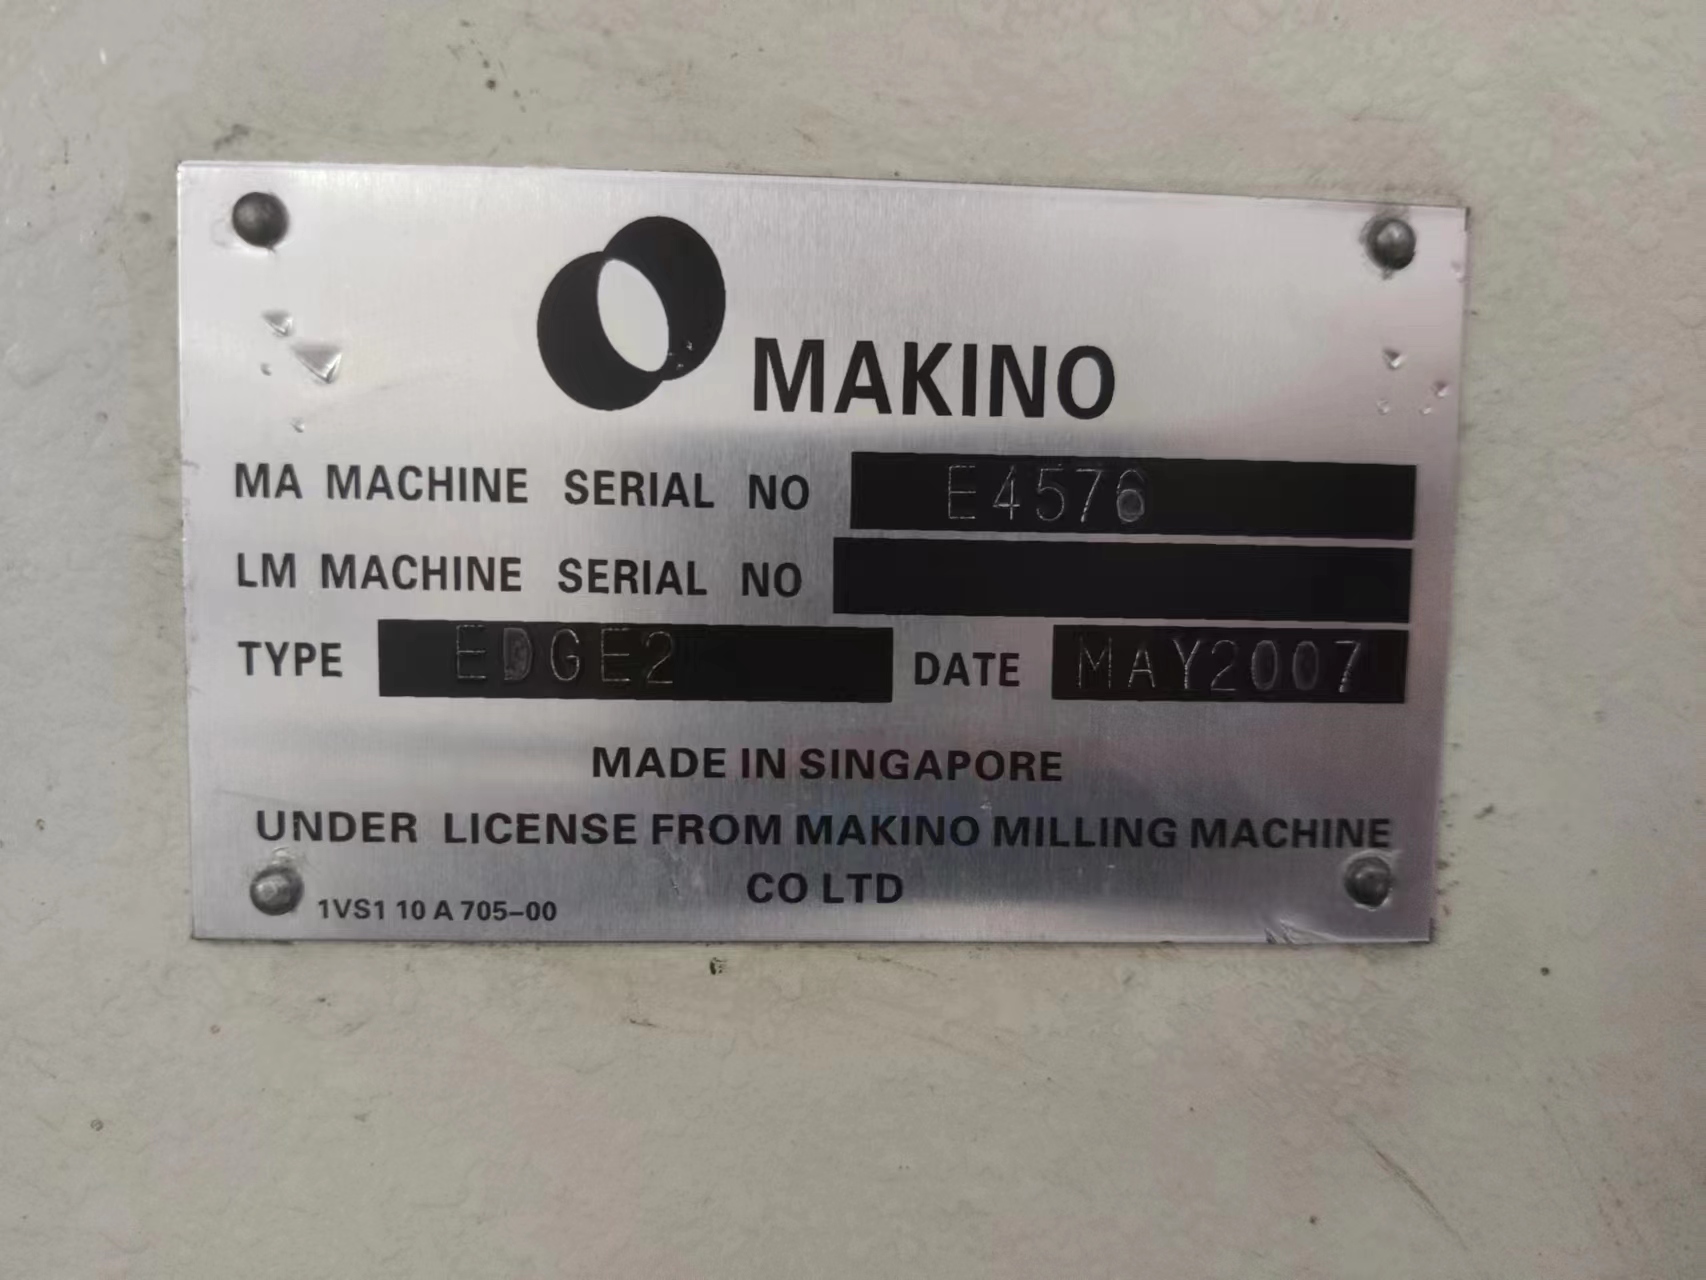 MAKINO
MA MACHINE SERIAL NO E4576
LM MACHINE SERIAL NO
TYPE EDGE2 DATE MAY2007
MADE IN SINGAPORE
UNDER LICENSE FROM MAKINO MILLING MACHINE
CO LTD
1VS1 10 A 705-00